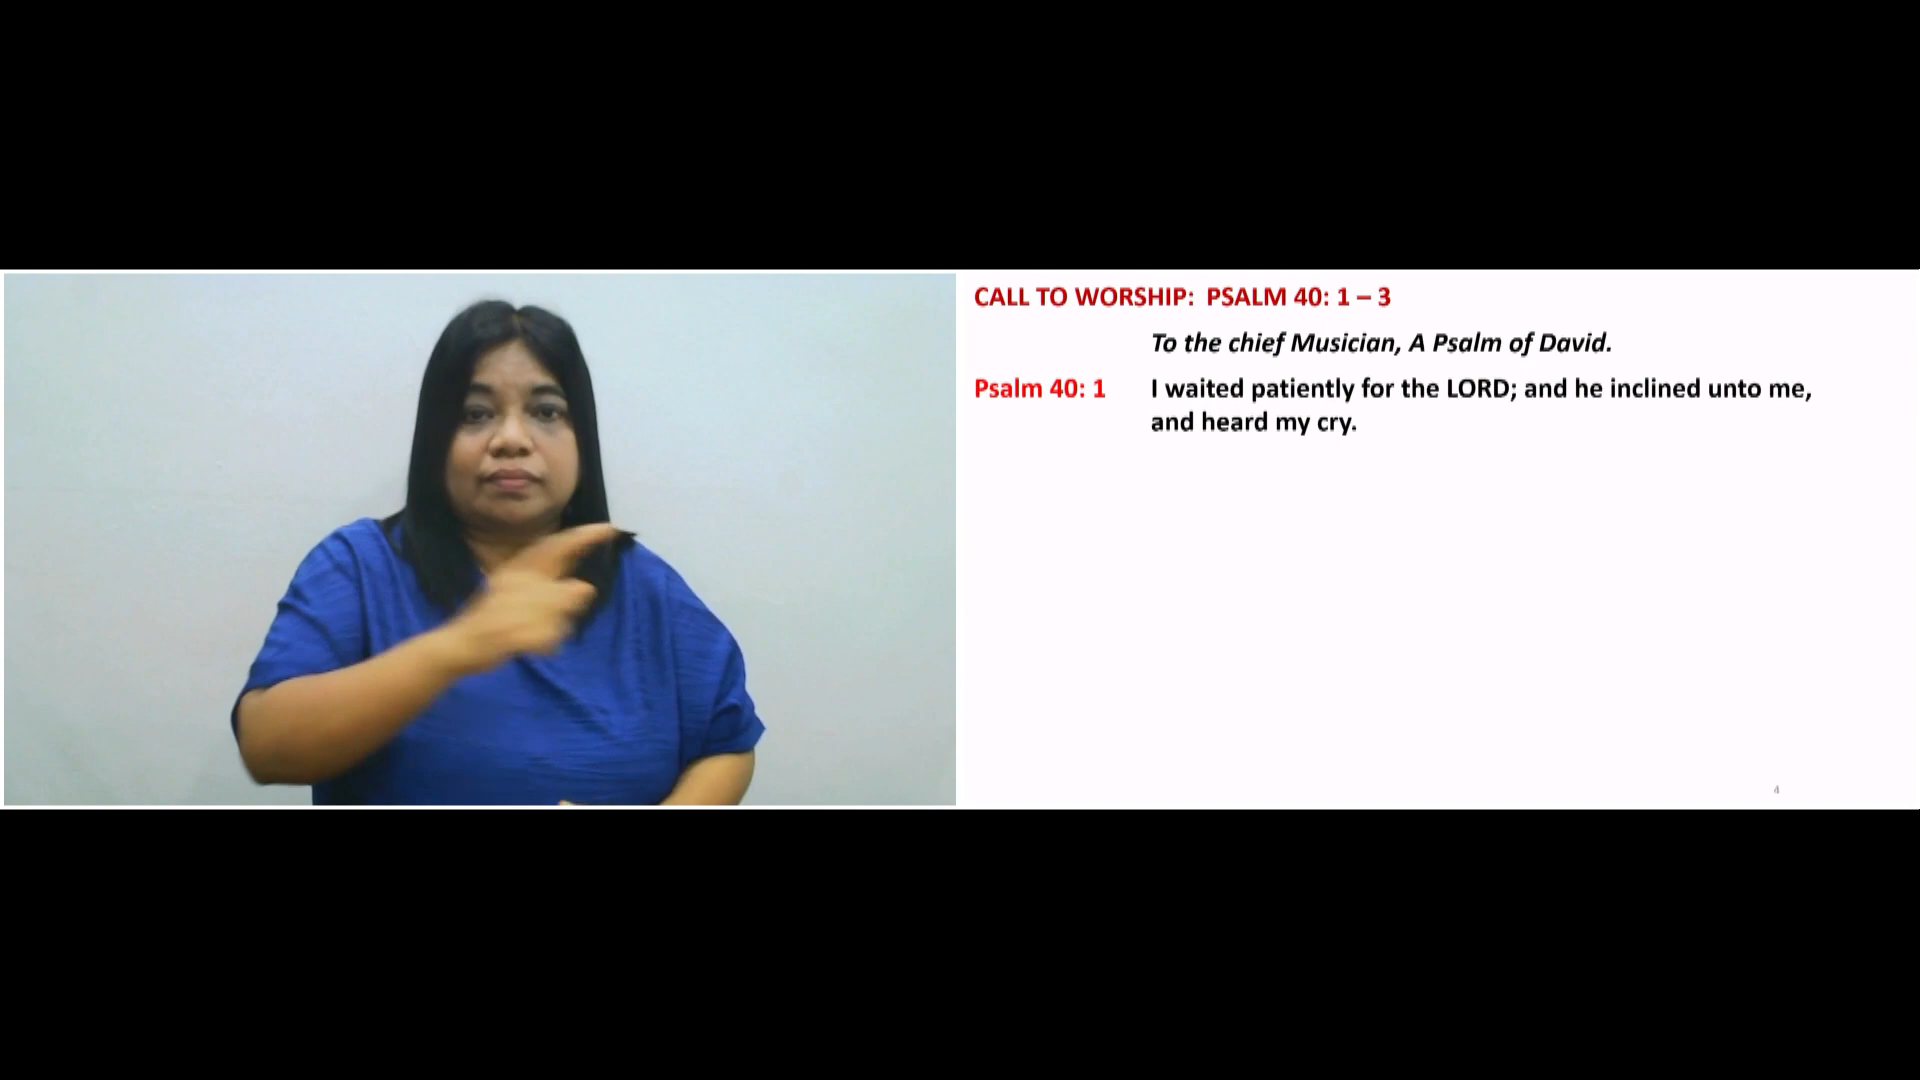 CALL TO WORSHIP: PSALM 40: 1 – 3
To the chief Musician, A Psalm of David.
Psalm 40: 1 I waited patiently for the LORD; and he inclined unto me,
and heard my cry.
4